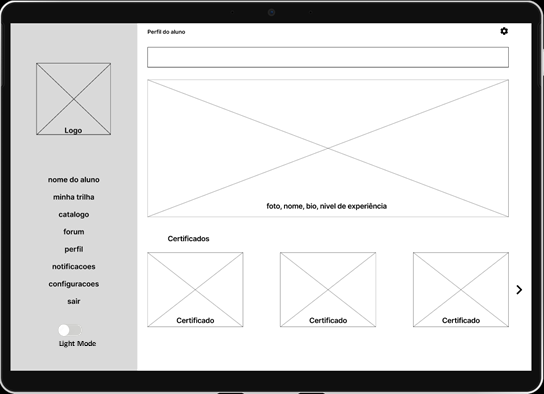 Perfil do aluno
Logo
nome do aluno
minha trilha
catalogo
forum
perfil
notificacoes
configuracoes
sair
Light Mode
foto, nome, bio, nivel de experiência
Certificados
Certificado
Certificado
Certificado